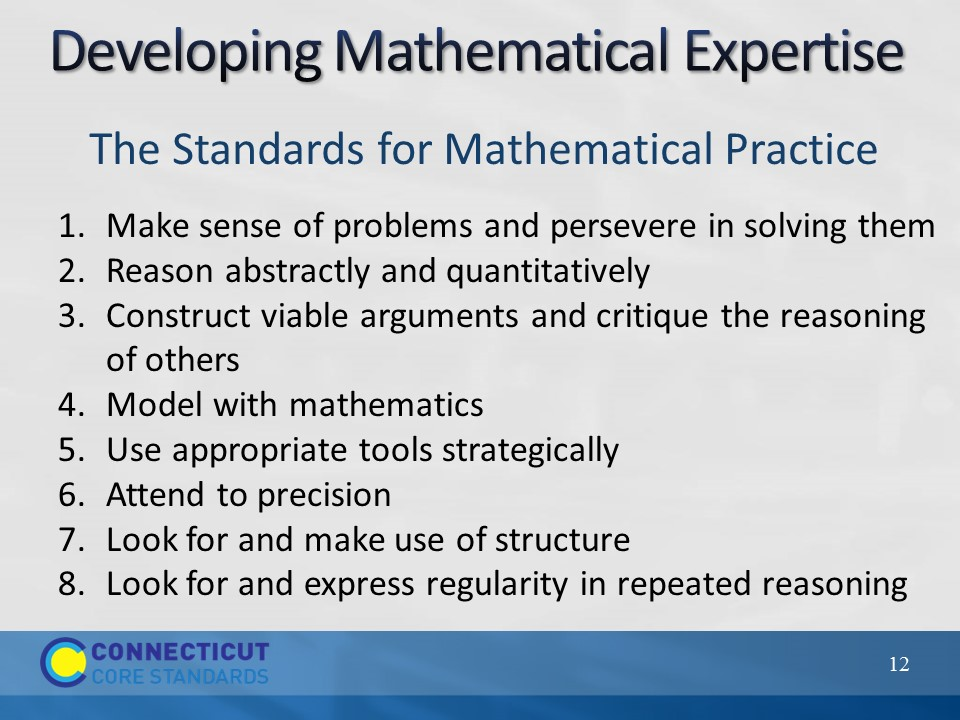 Developing Mathematical Expertise
The Standards for Mathematical Practice
1. Make sense of problems and persevere in solving them
2. Reason abstractly and quantitatively
3. Construct viable arguments and critique the reasoning
of others
4. Model with mathematics
5. Use appropriate tools strategically
6. Attend to precision
7. Look for and make use of structure
8. Look for and express regularity in repeated reasoning
CONNECTICUT
CORE STANDARDS
12